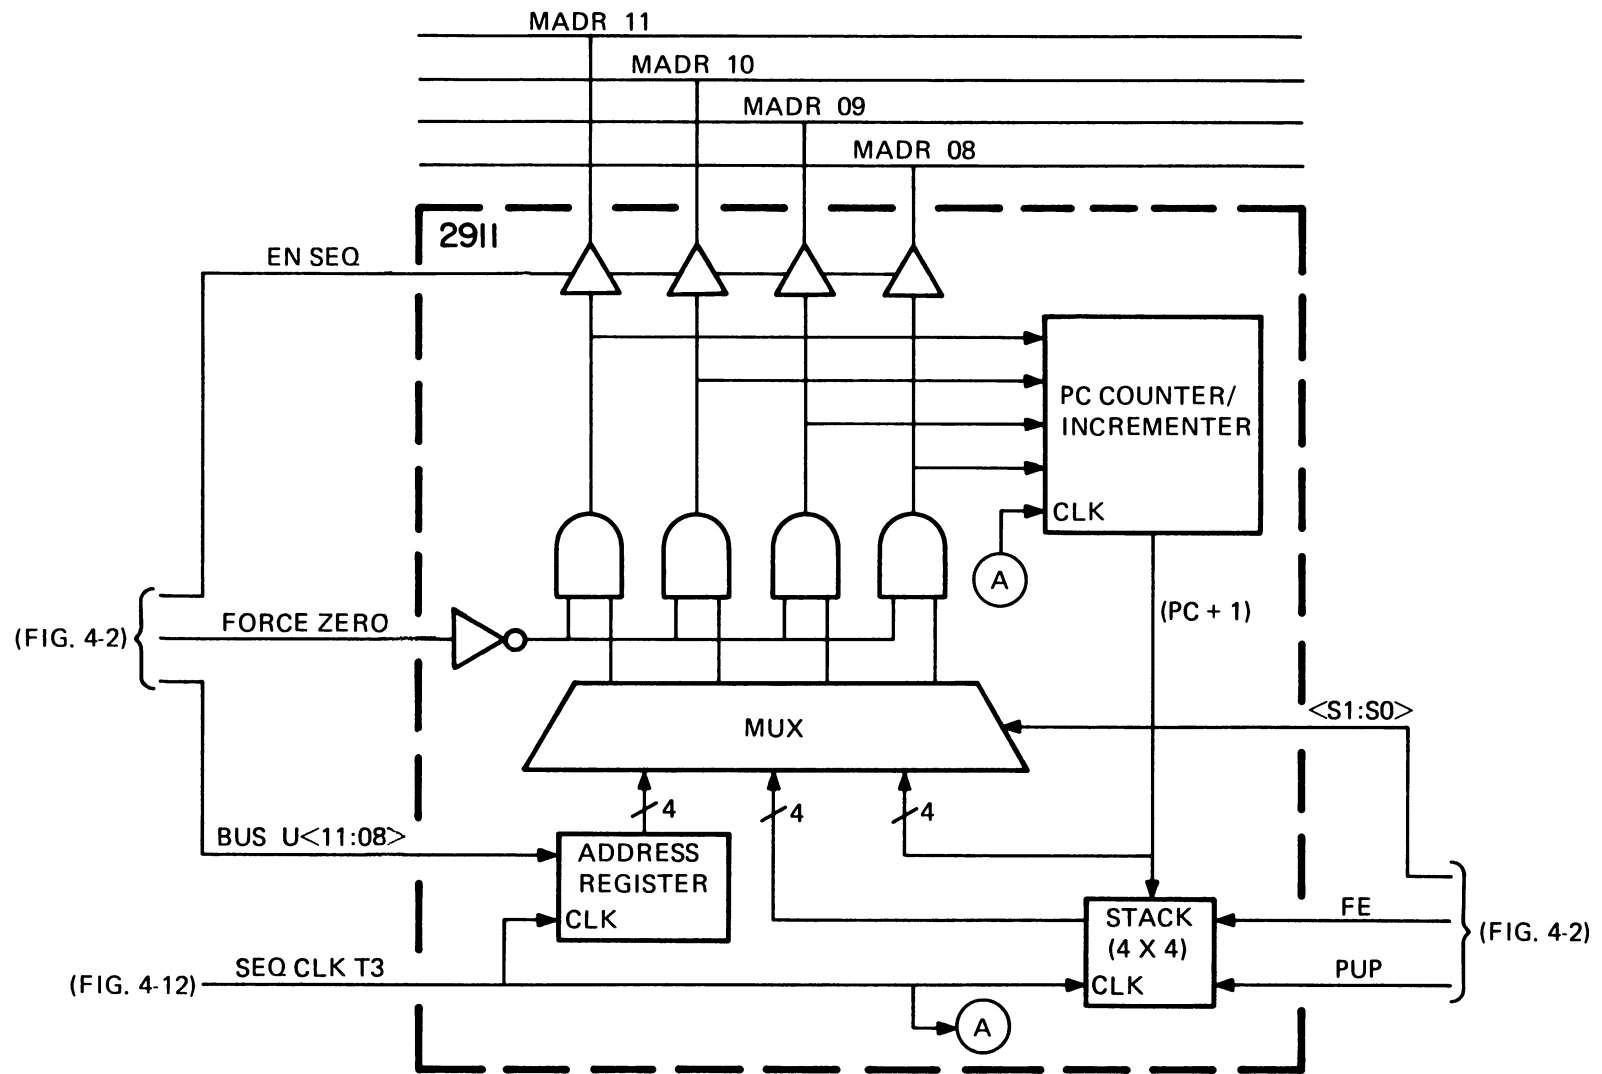 MADR 11
MADR 10
MADR 09
MADR 08
2911
EN SEQ
PC COUNTER/
INCREMENTER
CLK
A
(PC + 1)
FORCE ZERO
(FIG. 4-2)
<S1:S0>
MUX
4
4
4
BUS U<11:08>
ADDRESS
REGISTER
CLK
STACK
(4 X 4)
CLK
FE
(FIG. 4-2)
PUP
SEQ CLK T3
(FIG. 4-12)
A